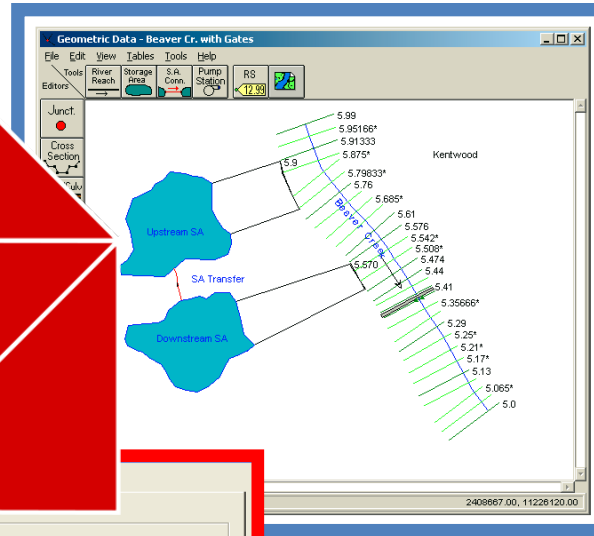 Geometric Data - Beaver Cr. with Gates
File Edit View Tables Tools Help
Tools
Editors
River
Reach
Storage
Area
S.A.
Conn.
Pump
Station
RS
12.99
Junct.
Cross
Section
5.99
5.95166*
5.91333
5.875*
5.9
Kentwood
5.79833*
5.76
5.685*
5.61
5.576
5.542*
5.508*
5.474
5.44
5.41
5.35666*
5.29
5.25*
5.21*
5.17*
5.13
5.065*
5.0
Beaver Creek
5.570
Upstream SA
SA Transfer
Downstream SA
2408667.00, 11226120.00